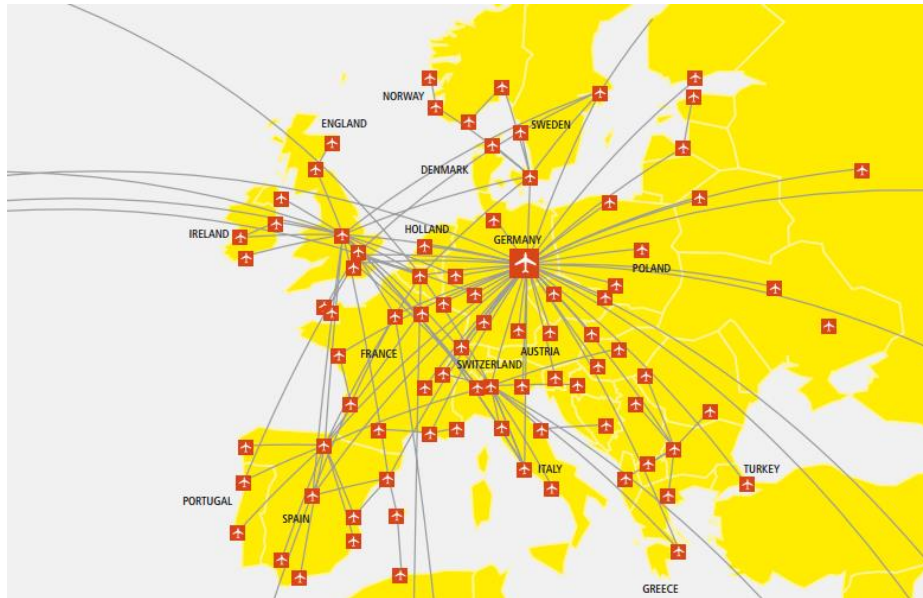 NORWAY
ENGLAND
SWEDEN
DENMARK
IRELAND
HOLLAND
GERMANY
POLAND
FRANCE
SWITZERLAND
AUSTRIA
ITALY
TURKEY
PORTUGAL
SPAIN
GREECE